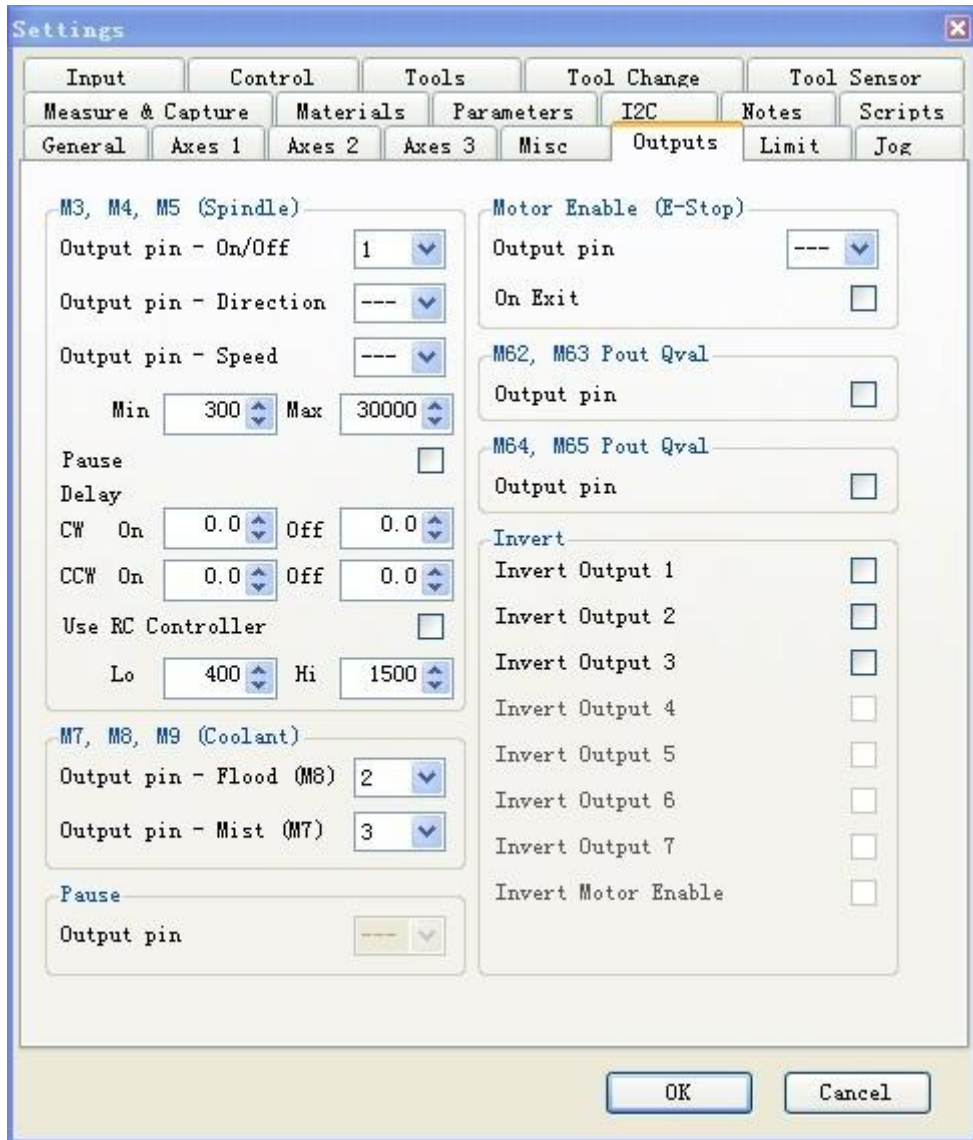 Settings
Input Control Tools Tool Change Tool Sensor
Measure & Capture Materials Parameters I2C Notes Scripts
General Axes 1 Axes 2 Axes 3 Misc Outputs Limit Jog
M3, M4, M5 (Spindle)
Output pin - On/Off 1
Output pin - Direction ---
Output pin - Speed ---
Min 300 Max 30000
Pause
Delay
CW On 0.0 Off 0.0
CCW On 0.0 Off 0.0
Use RC Controller
Lo 400 Hi 1500
M7, M8, M9 (Coolant)
Output pin - Flood (M8) 2
Output pin - Mist (M7) 3
Pause
Output pin ---
Motor Enable (E-Stop)
Output pin ---
On Exit
M62, M63 Pout Qval
Output pin
M64, M65 Pout Qval
Output pin
Invert
Invert Output 1
Invert Output 2
Invert Output 3
Invert Output 4
Invert Output 5
Invert Output 6
Invert Output 7
Invert Motor Enable
OK Cancel